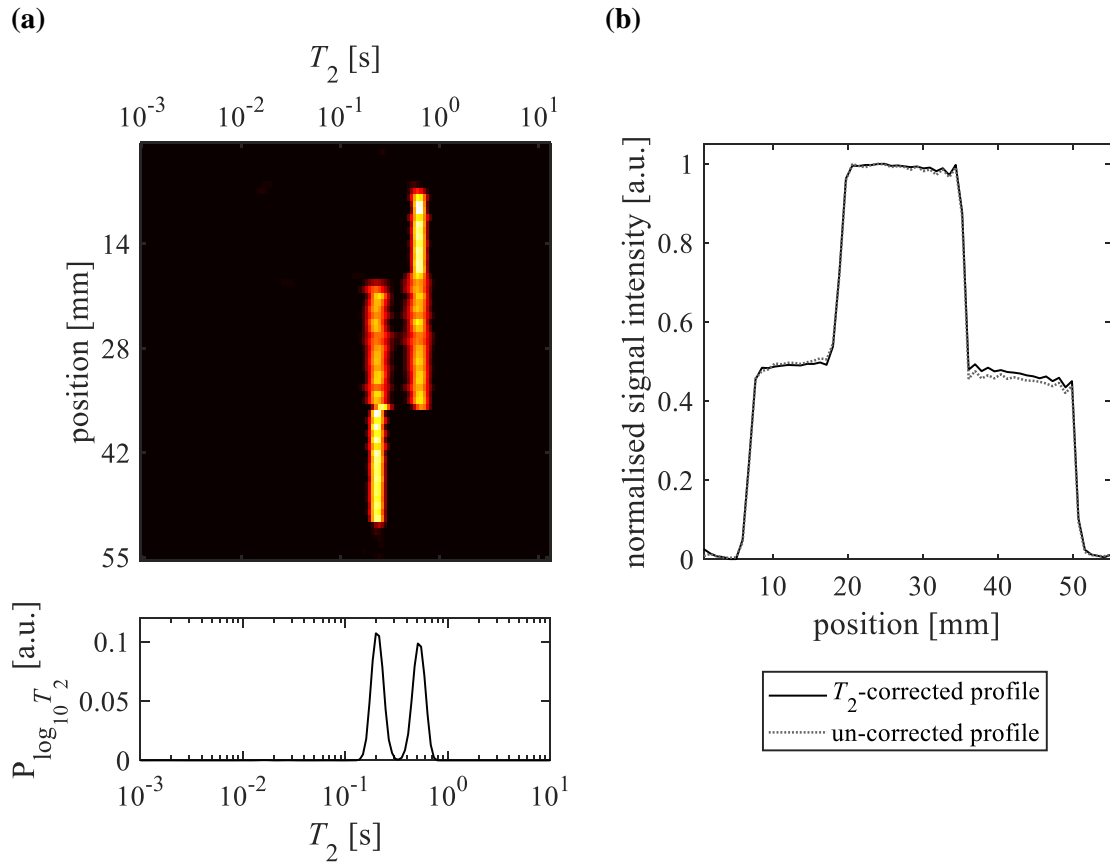 (a)
T₂ [s]
10⁻³ 10⁻² 10⁻¹ 10⁰ 10¹
position [mm]
14
28
42
55
P_log₁₀T₂ [a.u.]
0.1
0.05
0
10⁻³ 10⁻² 10⁻¹ 10⁰ 10¹
T₂ [s]
(b)
normalised signal intensity [a.u.]
1
0.8
0.6
0.4
0.2
0
10 20 30 40 50
position [mm]
T₂-corrected profile
un-corrected profile